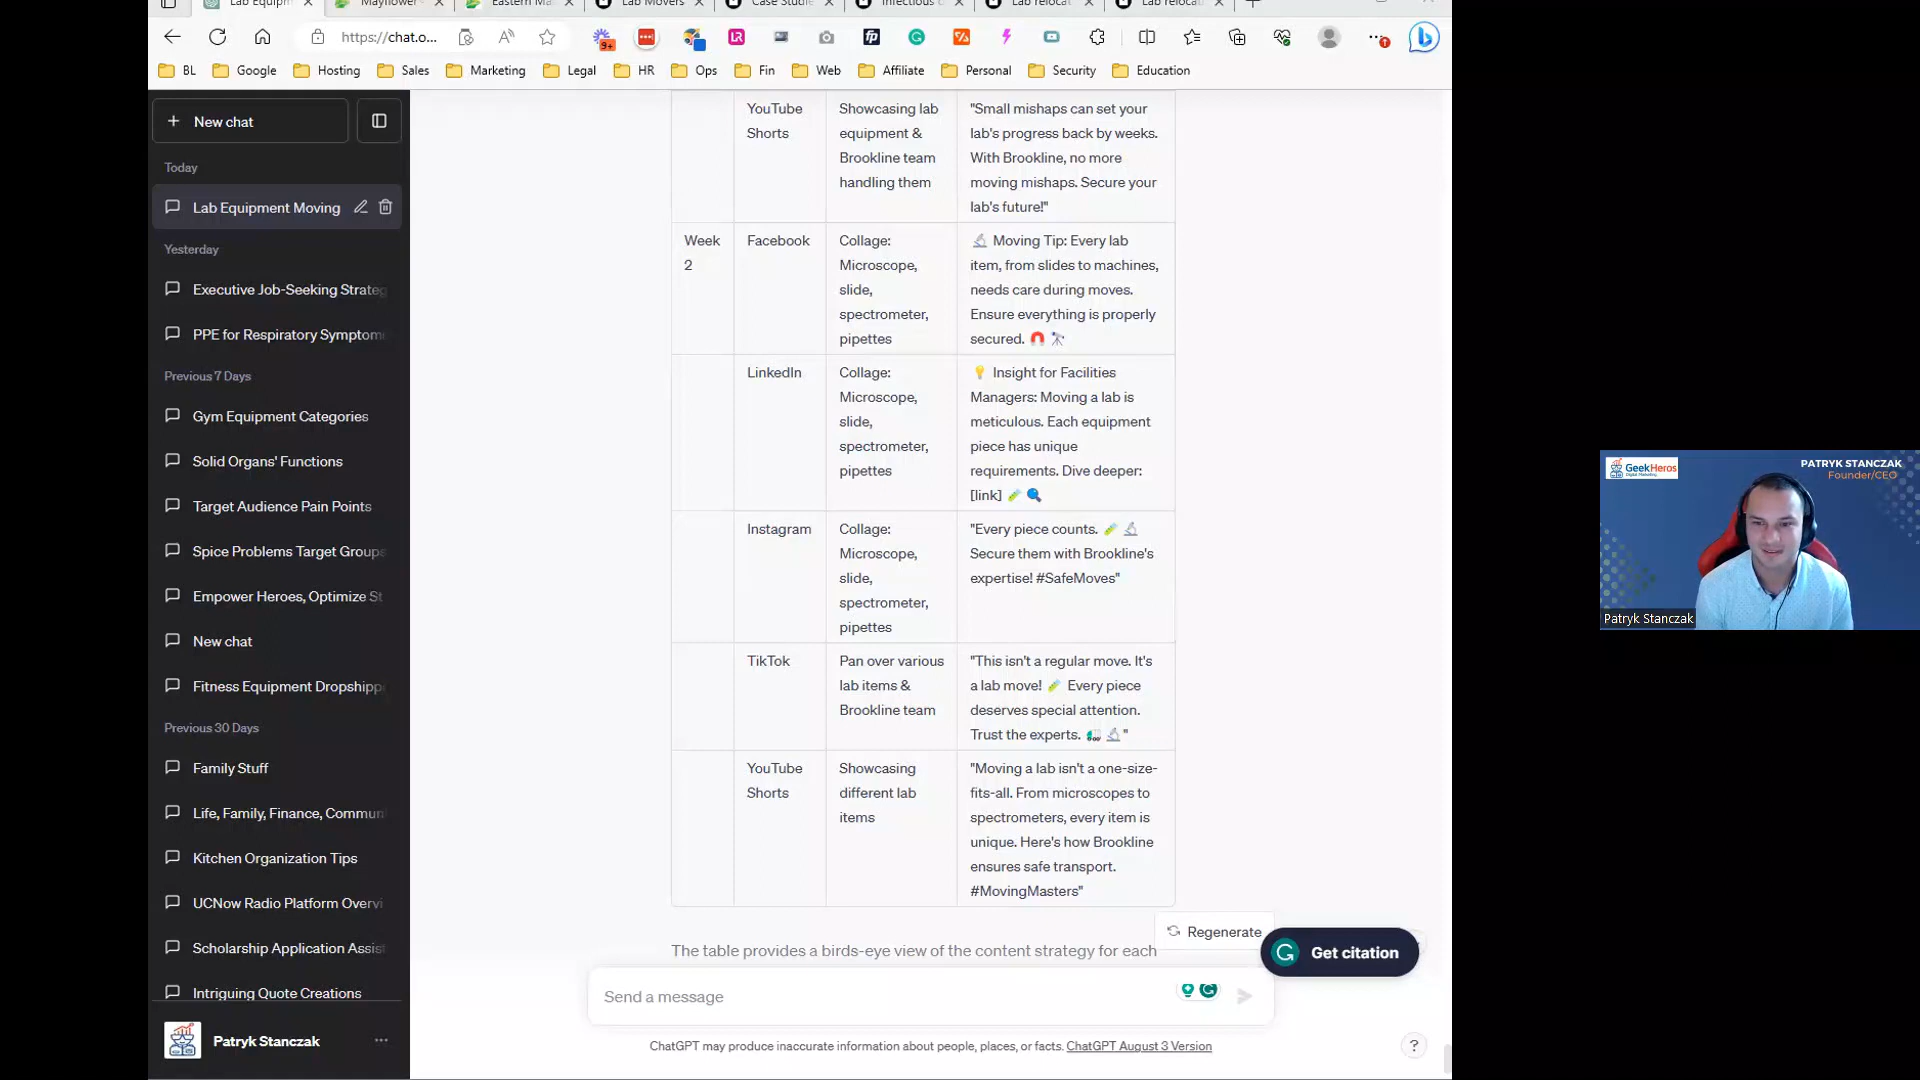 Lab Equipm
Mayflower
Eastern Ma
Lab Movers
Case Studie
Infectious
Lab relocat
Lab relocat
https://chat.o...
9+
BL
Google
Hosting
Sales
Marketing
Legal
HR
Ops
Fin
Web
Affiliate
Personal
Security
Education
New chat
Today
Lab Equipment Moving
Yesterday
Executive Job-Seeking Strateg
PPE for Respiratory Symptom
Previous 7 Days
Gym Equipment Categories
Solid Organs' Functions
Target Audience Pain Points
Spice Problems Target Groups
Empower Heroes, Optimize St
New chat
Fitness Equipment Dropshipp
Previous 30 Days
Family Stuff
Life, Family, Finance, Commun
Kitchen Organization Tips
UCNow Radio Platform Overvi
Scholarship Application Assis
Intriguing Quote Creations
Patryk Stanczak
YouTube
Shorts
Showcasing lab
equipment &
Brookline team
handling them
"Small mishaps can set your
lab's progress back by weeks.
With Brookline, no more
moving mishaps. Secure your
lab's future!"
Week
2
Facebook
Collage:
Microscope,
slide,
spectrometer,
pipettes
🔬 Moving Tip: Every lab
item, from slides to machines,
needs care during moves.
Ensure everything is properly
secured. 🧲 🔭
LinkedIn
Collage:
Microscope,
slide,
spectrometer,
pipettes
💡 Insight for Facilities
Managers: Moving a lab is
meticulous. Each equipment
piece has unique
requirements. Dive deeper:
[link] 🧪 🔍
Instagram
Collage:
Microscope,
slide,
spectrometer,
pipettes
"Every piece counts. 🧪 🔬
Secure them with Brookline's
expertise! #SafeMoves"
TikTok
Pan over various
lab items &
Brookline team
"This isn't a regular move. It's
a lab move! 🧪 Every piece
deserves special attention.
Trust the experts. 🚛 🔬"
YouTube
Shorts
Showcasing
different lab
items
"Moving a lab isn't a one-size-
fits-all. From microscopes to
spectrometers, every item is
unique. Here's how Brookline
ensures safe transport.
#MovingMasters"
The table provides a birds-eye view of the content strategy for each
Regenerate
Get citation
Send a message
ChatGPT may produce inaccurate information about people, places, or facts. ChatGPT August 3 Version
?
GeekHeros
Digital Marketing
PATRYK STANCZAK
Founder/CEO
Patryk Stanczak